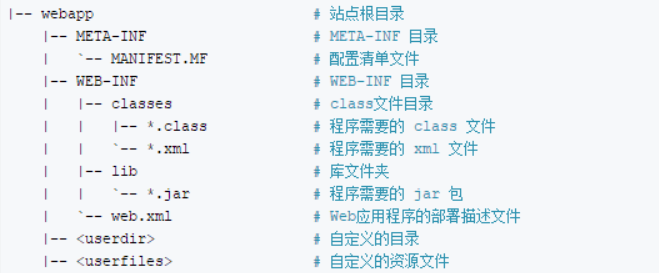 |-- webapp                         # 站点根目录
    |-- META-INF                   # META-INF 目录
    |   `-- MANIFEST.MF            # 配置清单文件
    |-- WEB-INF                    # WEB-INF 目录
    |   |-- classes                # class文件目录
    |   |   |-- *.class            # 程序需要的 class 文件
    |   |   `-- *.xml              # 程序需要的 xml 文件
    |   |-- lib                    # 库文件夹
    |   |   `-- *.jar              # 程序需要的 jar 包
    |   `-- web.xml                # Web应用程序的部署描述文件
    |-- <userdir>                  # 自定义的目录
    |-- <userfiles>                # 自定义的资源文件